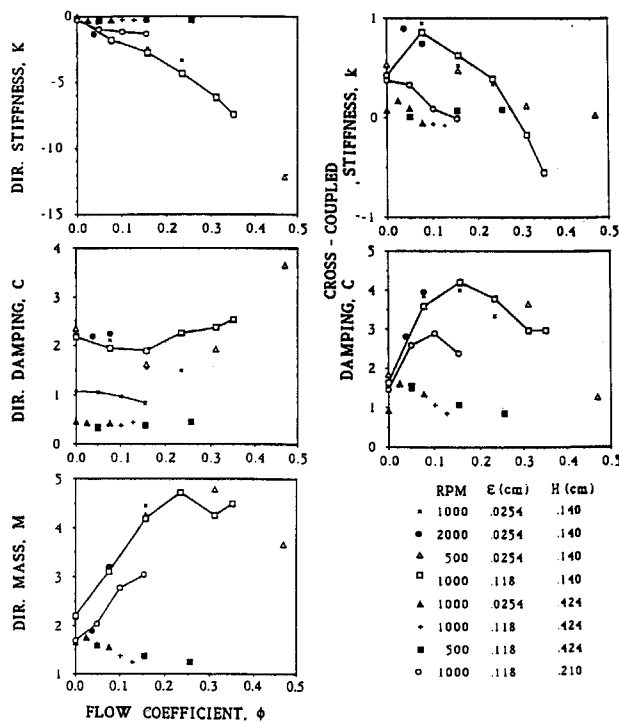 DIR. STIFFNESS, K
0
-5
-10
-15
0 0.1 0.2 0.3 0.4 0.5
CROSS - COUPLED
STIFFNESS, k
1
0
-1
0 0.1 0.2 0.3 0.4 0.5
DIR. DAMPING, C
4
3
2
1
0
0 0.1 0.2 0.3 0.4 0.5
DAMPING, C
5
4
3
2
1
0
0.0 0.1 0.2 0.3 0.4 0.5
DIR. MASS, M
5
4
3
2
1
0.0 0.1 0.2 0.3 0.4 0.5
FLOW COEFFICIENT, ϕ
RPM ε (cm) H (cm)
1000 .0254 .140
2000 .0254 .140
500 .0254 .140
1000 .118 .140
1000 .0254 .424
1000 .118 .424
500 .118 .424
1000 .118 .210